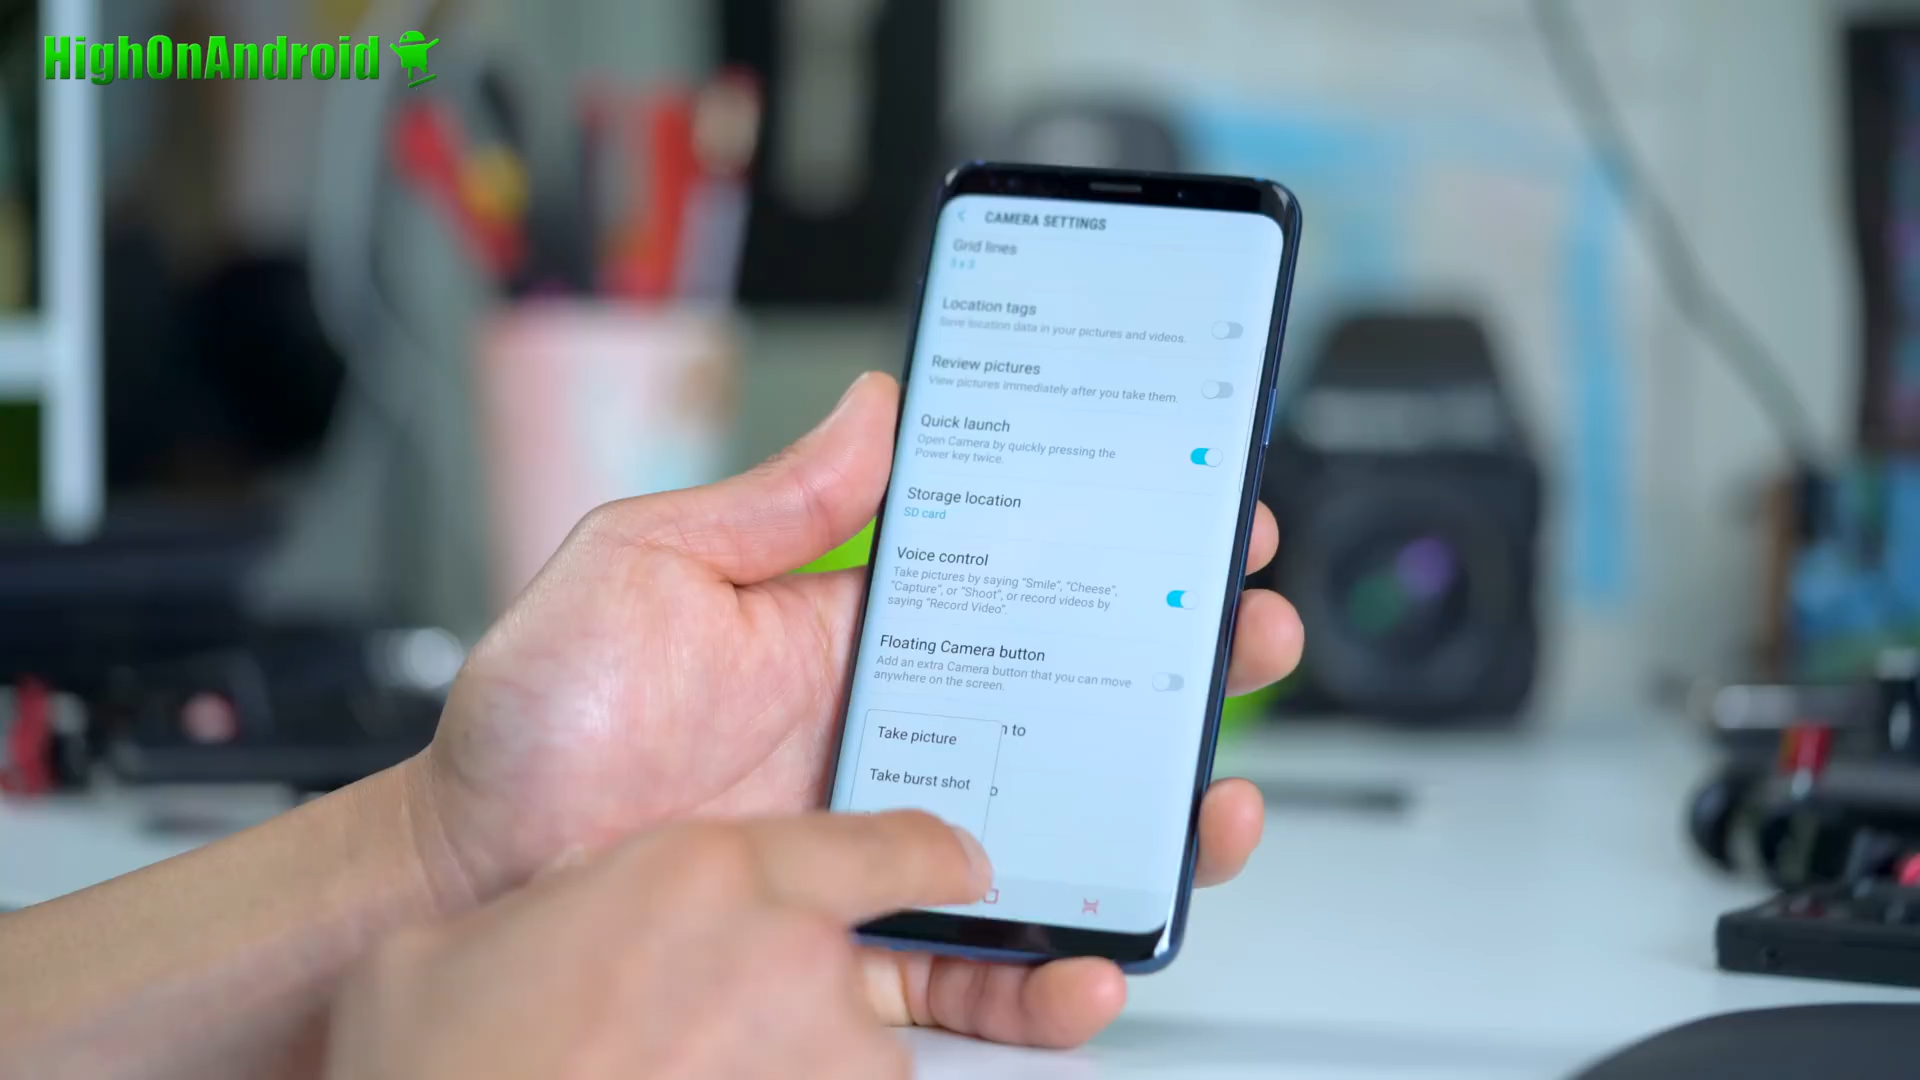 HighOnAndroid
CAMERA SETTINGS
Grid lines
3 x 3
Location tags
Save location data in your pictures and videos.
Review pictures
View pictures immediately after you take them.
Quick launch
Open Camera by quickly pressing the
Power key twice.
Storage location
SD card
Voice control
Take pictures by saying “Smile”, “Cheese”,
“Capture”, or “Shoot”, or record videos by
saying “Record Video”.
Floating Camera button
Add an extra Camera button that you can move
anywhere on the screen.
Take picture
n to
Take burst shot
o